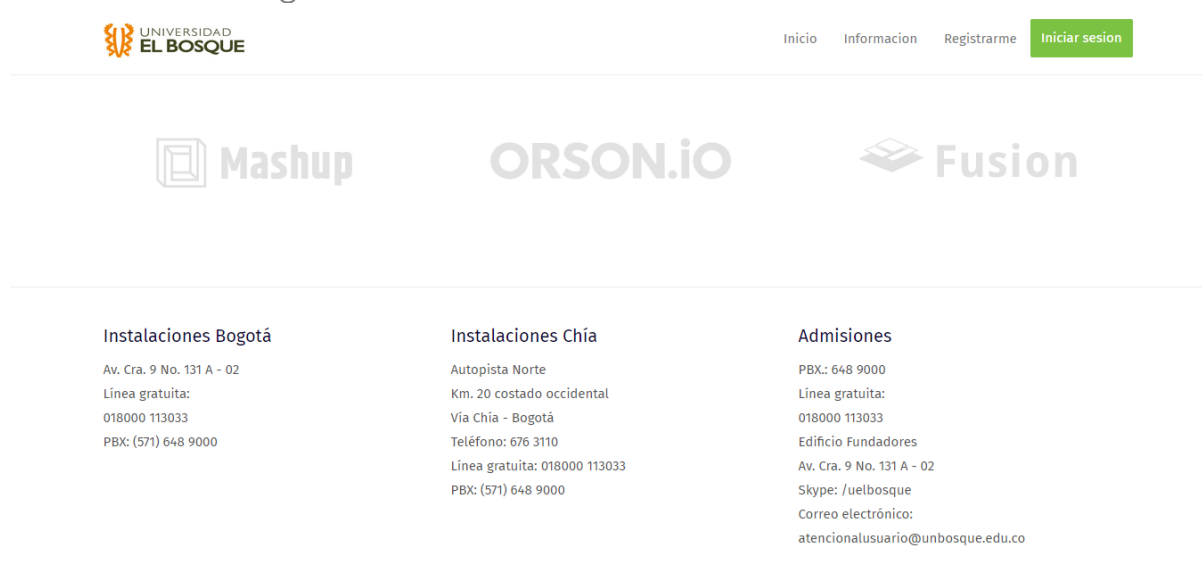 UNIVERSIDAD
EL BOSQUE
Inicio Informacion Registrarme Iniciar sesion
Mashup ORSON.iO Fusion
Instalaciones Bogotá
Av. Cra. 9 No. 131 A - 02
Línea gratuita:
018000 113033
PBX: (571) 648 9000
Instalaciones Chía
Autopista Norte
Km. 20 costado occidental
Vía Chía - Bogotá
Teléfono: 676 3110
Línea gratuita: 018000 113033
PBX: (571) 648 9000
Admisiones
PBX.: 648 9000
Línea gratuita:
018000 113033
Edificio Fundadores
Av. Cra. 9 No. 131 A - 02
Skype: /uelbosque
Correo electrónico:
atencionalusuario@unbosque.edu.co